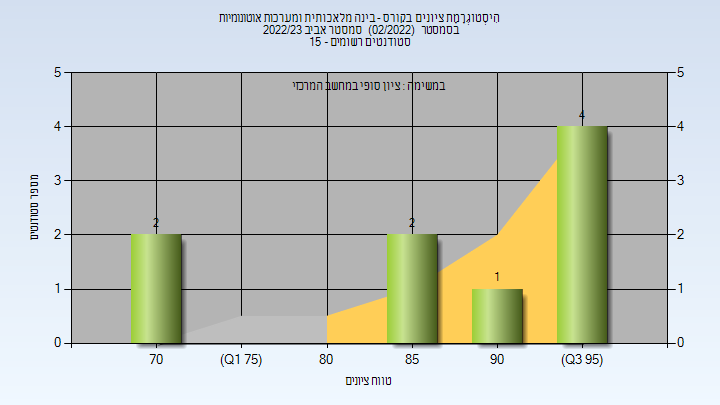 היסטוגרמת ציונים בקורס - בינה מלאכותית ומערכות אוטונומיות
בסמסטר (02/2022) סמסטר אביב 2022/23
סטודנטים רשומים - 15
במשימה : ציון סופי במחשב המרכזי
5 5
4 4
4
3 3
2 2
2 2
1
1 1
0 0
מספר סטודנטים
70 (Q1 75) 80 85 90 (Q3 95)
טווח ציונים